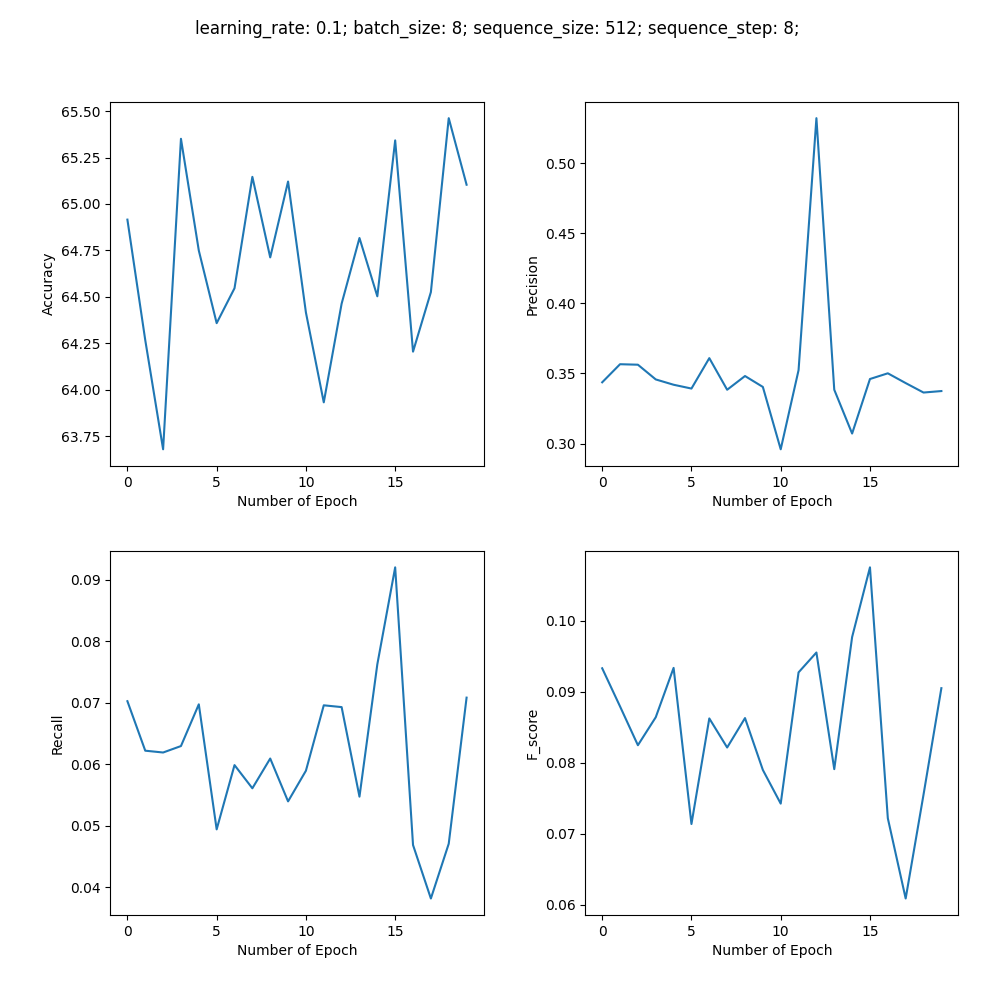 learning_rate: 0.1; batch_size: 8; sequence_size: 512; sequence_step: 8;
65.50
65.25
65.00
64.75
64.50
64.25
64.00
63.75
Accuracy
0 5 10 15
Number of Epoch
0.50
0.45
0.40
0.35
0.30
Precision
0 5 10 15
Number of Epoch
0.09
0.08
0.07
0.06
0.05
0.04
Recall
0 5 10 15
Number of Epoch
0.10
0.09
0.08
0.07
0.06
F_score
0 5 10 15
Number of Epoch